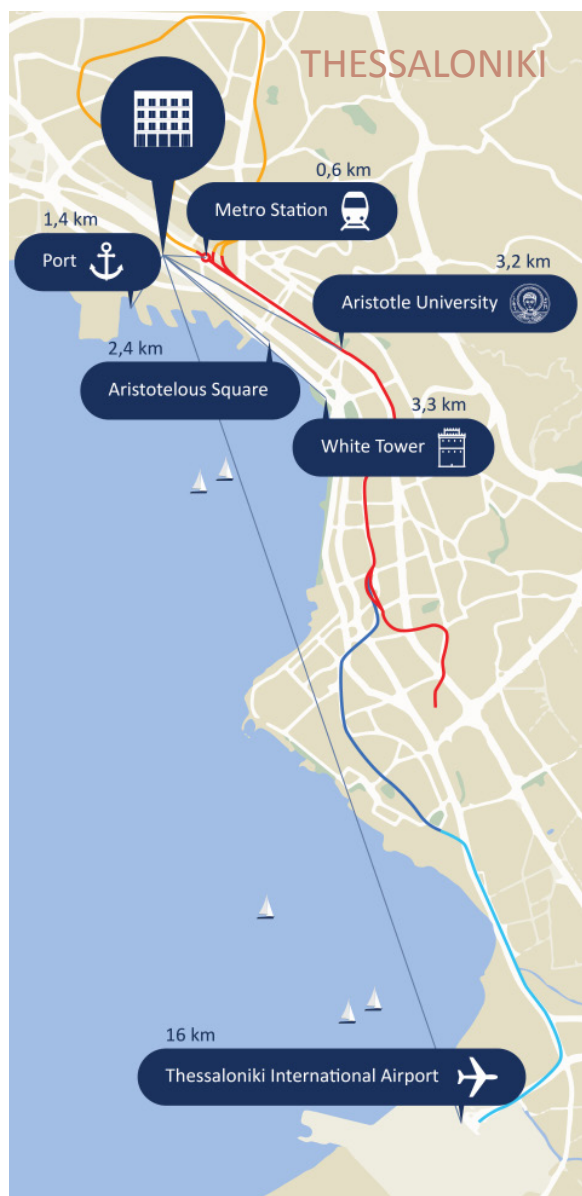 THESSALONIKI
0,6 km
Metro Station
1,4 km
Port
3,2 km
Aristotle University
2,4 km
Aristotelous Square
3,3 km
White Tower
16 km
Thessaloniki International Airport